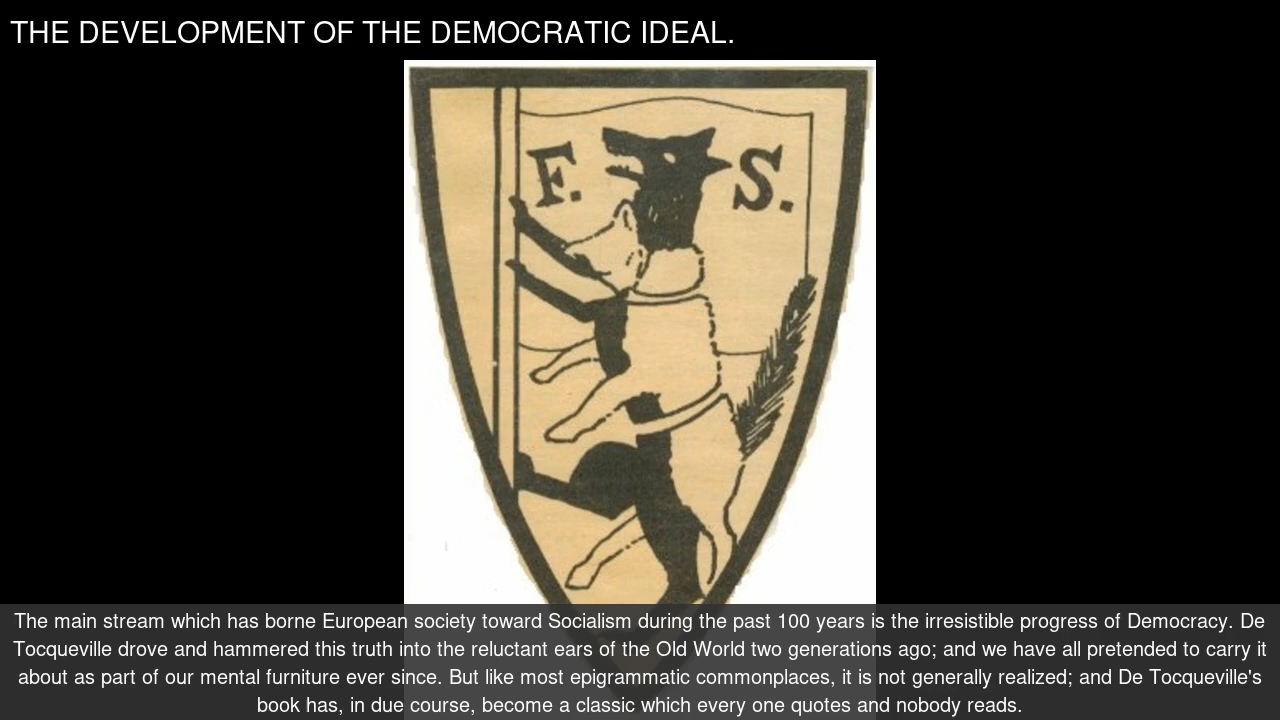 THE DEVELOPMENT OF THE DEMOCRATIC IDEAL.
F. S.
The main stream which has borne European society toward Socialism during the past 100 years is the irresistible progress of Democracy. De
Tocqueville drove and hammered this truth into the reluctant ears of the Old World two generations ago; and we have all pretended to carry it
about as part of our mental furniture ever since. But like most epigrammatic commonplaces, it is not generally realized; and De Tocqueville's
book has, in due course, become a classic which every one quotes and nobody reads.